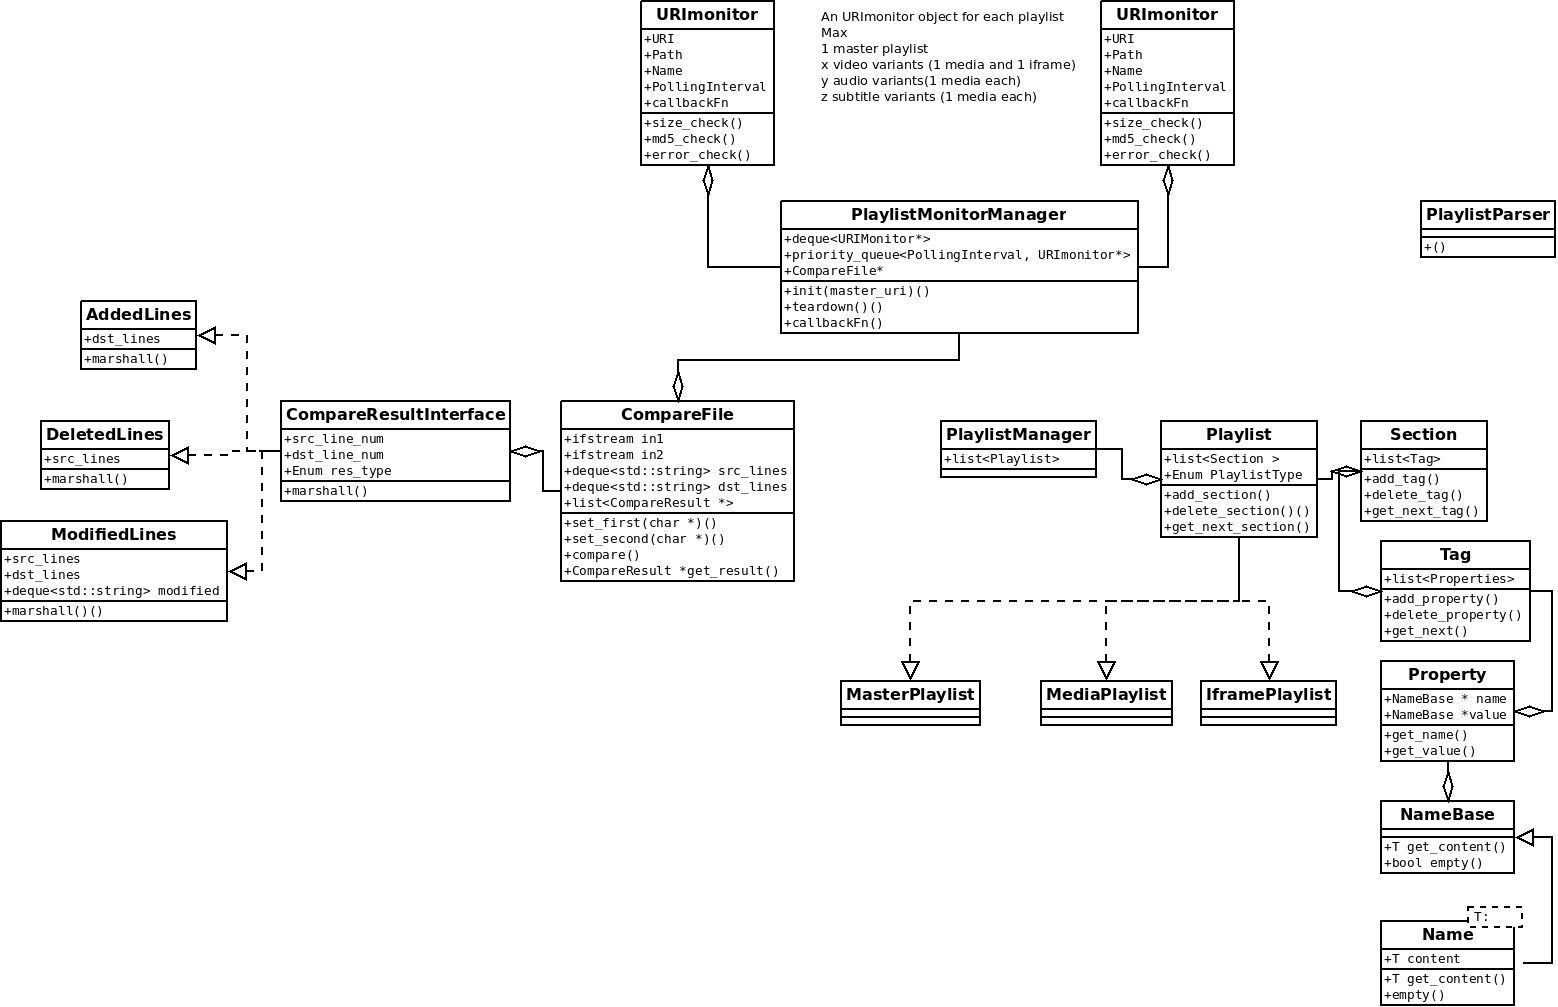 URImonitor
+URI
+Path
+Name
+PollingInterval
+callbackFn
+size_check()
+md5_check()
+error_check()
An URImonitor object for each playlist
Max
1 master playlist
x video variants (1 media and 1 iframe)
y audio variants(1 media each)
z subtitle variants (1 media each)
URImonitor
+URI
+Path
+Name
+PollingInterval
+callbackFn
+size_check()
+md5_check()
+error_check()
PlaylistMonitorManager
+deque<URIMonitor*>
+priority_queue<PollingInterval, URImonitor*>
+CompareFile*
+init(master_uri)()
+teardown()()
+callbackFn()
PlaylistParser
+()
AddedLines
+dst_lines
+marshall()
DeletedLines
+src_lines
+marshall()
ModifiedLines
+src_lines
+dst_lines
+deque<std::string> modified
+marshall()()
CompareResultInterface
+src_line_num
+dst_line_num
+Enum res_type
+marshall()
CompareFile
+ifstream in1
+ifstream in2
+deque<std::string> src_lines
+deque<std::string> dst_lines
+list<CompareResult *>
+set_first(char *)()
+set_second(char *)()
+compare()
+CompareResult *get_result()
PlaylistManager
+list<Playlist>
Playlist
+list<Section >
+Enum PlaylistType
+add_section()
+delete_section()()
+get_next_section()
Section
+list<Tag>
+add_tag()
+delete_tag()
+get_next_tag()
Tag
+list<Properties>
+add_property()
+delete_property()
+get_next()
MasterPlaylist
MediaPlaylist
IframePlaylist
Property
+NameBase * name
+NameBase *value
+get_name()
+get_value()
NameBase
+T get_content()
+bool empty()
T:
Name
+T content
+T get_content()
+empty()